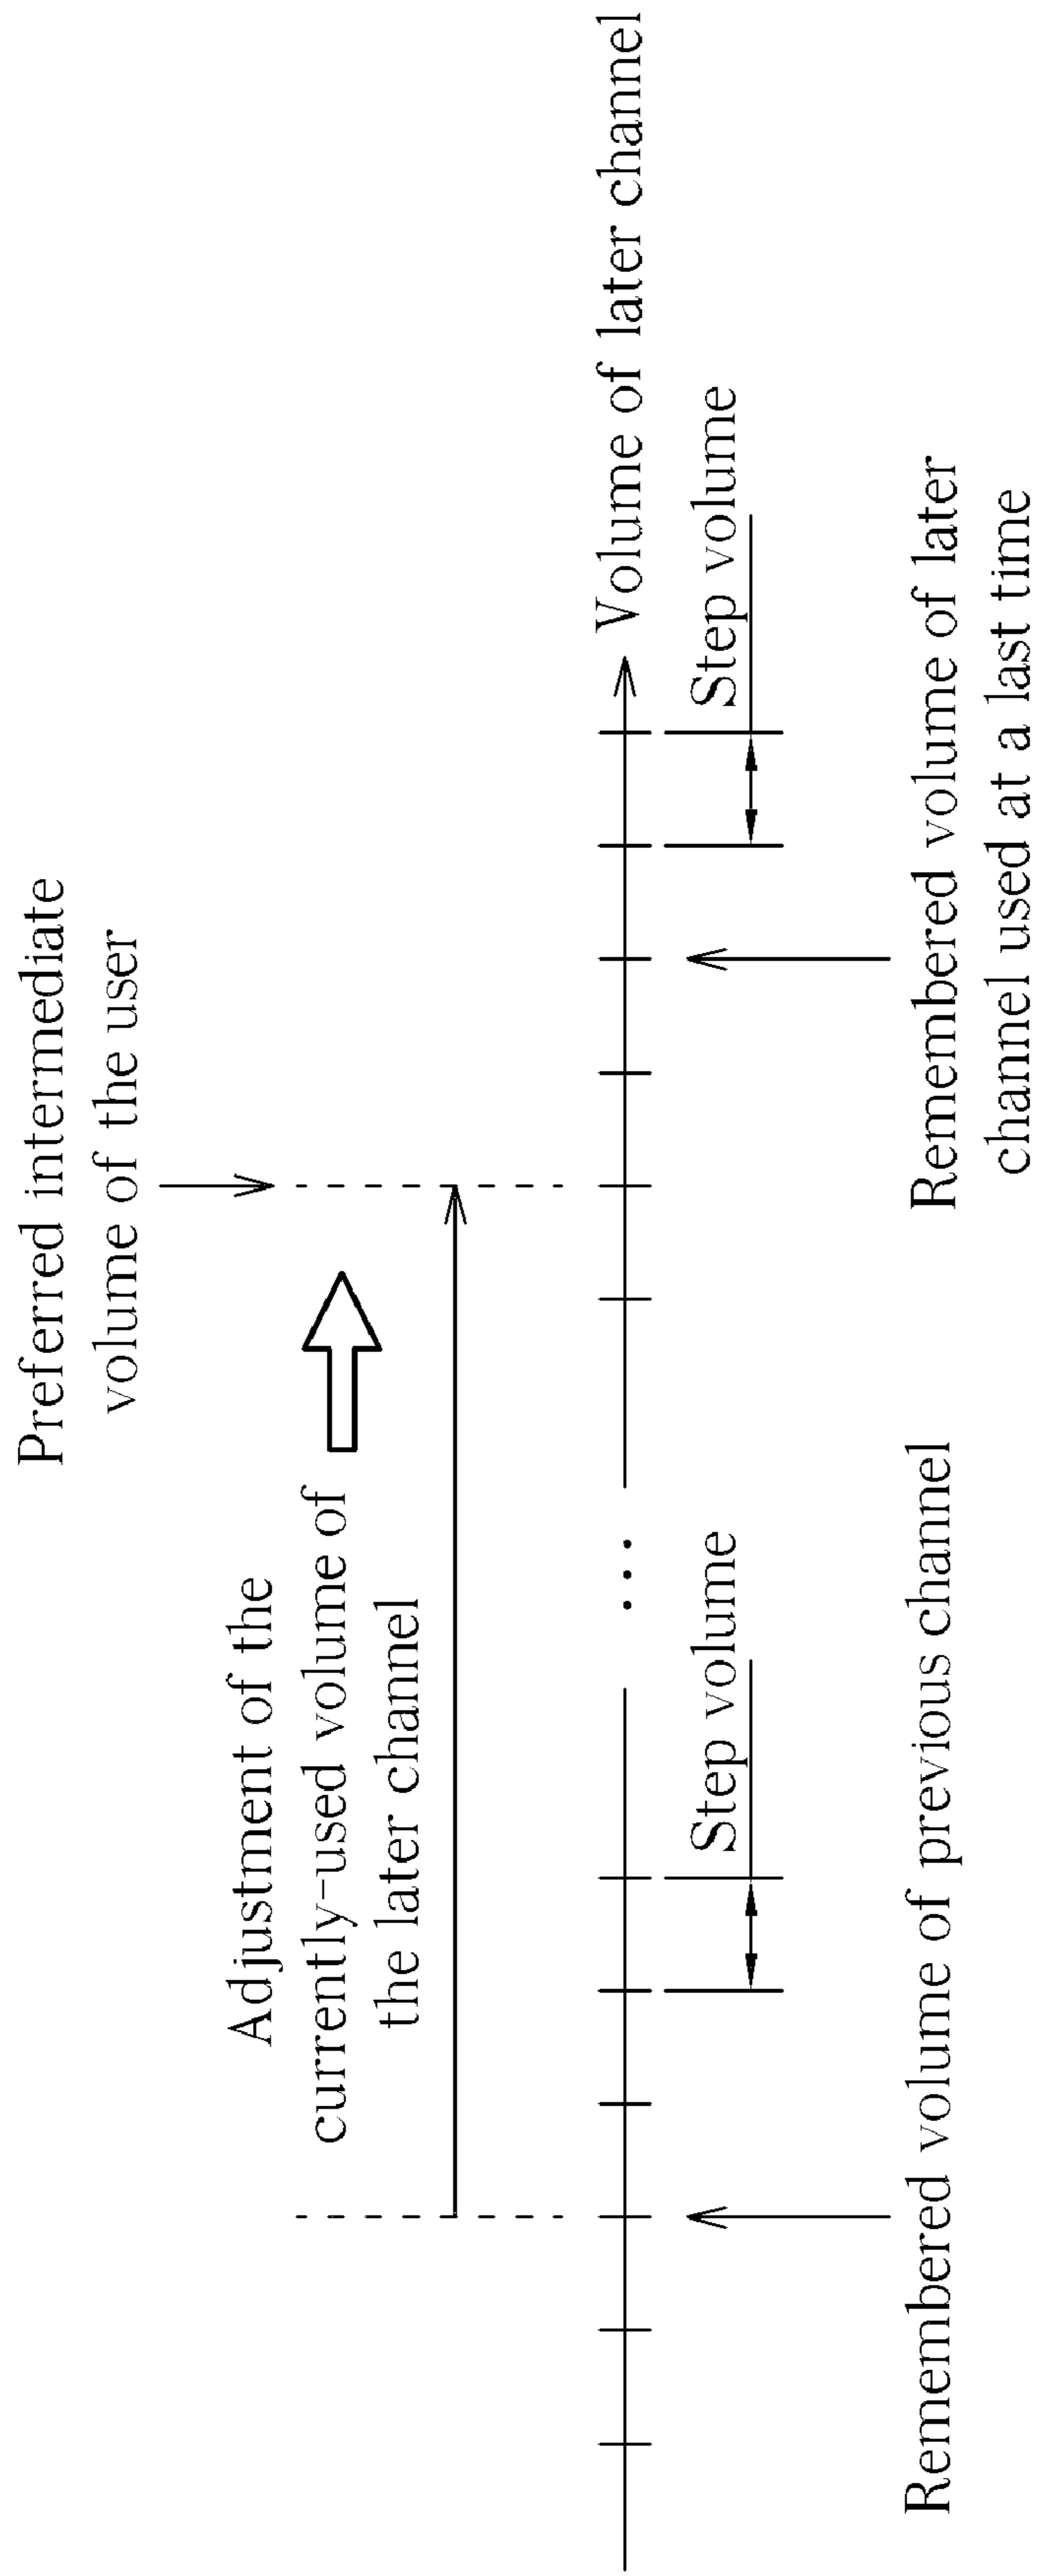 Preferred intermediate
volume of the user
Adjustment of the
currently-used volume of
the later channel
Volume of later channel
Step volume
Step volume
Remembered volume of previous channel
Remembered volume of later
channel used at a last time